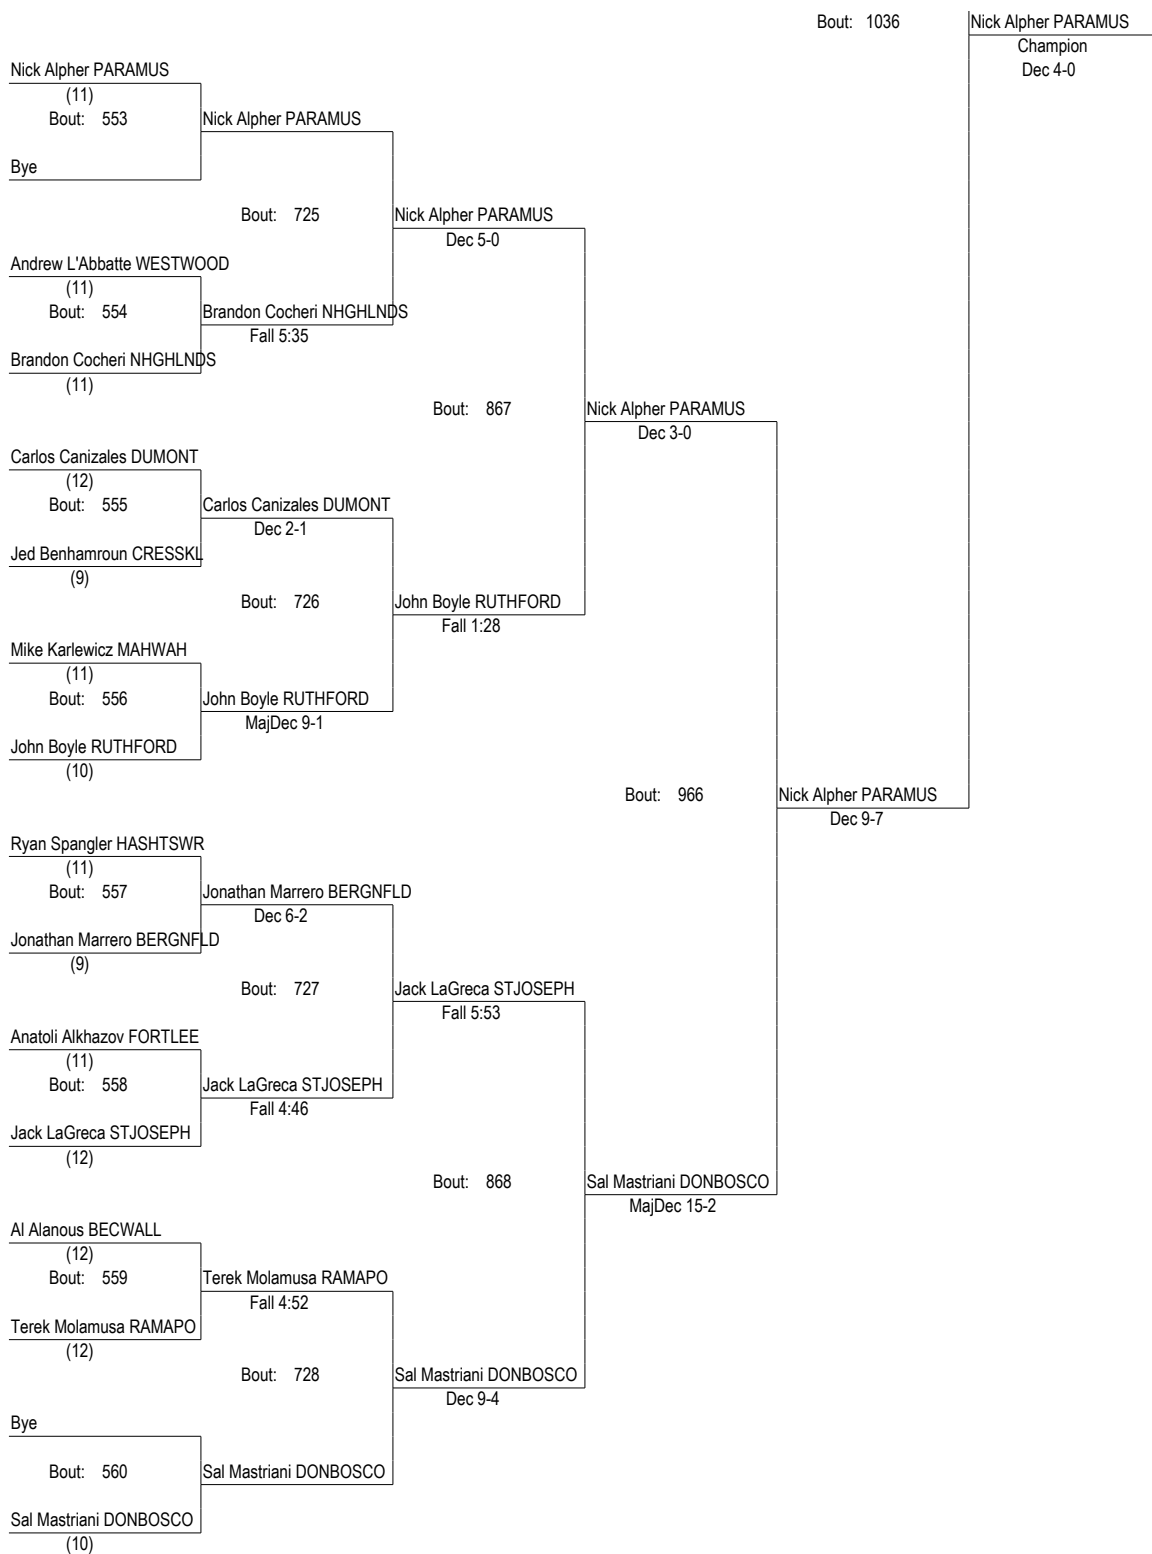 Bout: 1036
Nick Alpher PARAMUS
Champion
Dec 4-0
Nick Alpher PARAMUS
(11)
Bout: 553
Nick Alpher PARAMUS
Bye
Bout: 725
Nick Alpher PARAMUS
Dec 5-0
Andrew L'Abbatte WESTWOOD
(11)
Bout: 554
Brandon Cocheri NHGHLNDS
Fall 5:35
Brandon Cocheri NHGHLNDS
(11)
Bout: 867
Nick Alpher PARAMUS
Dec 3-0
Carlos Canizales DUMONT
(12)
Bout: 555
Carlos Canizales DUMONT
Dec 2-1
Jed Benhamroun CRESSKL
(9)
Bout: 726
John Boyle RUTHFORD
Fall 1:28
Mike Karlewicz MAHWAH
(11)
Bout: 556
John Boyle RUTHFORD
MajDec 9-1
John Boyle RUTHFORD
(10)
Bout: 966
Nick Alpher PARAMUS
Dec 9-7
Ryan Spangler HASHTSWR
(11)
Bout: 557
Jonathan Marrero BERGNFLD
Dec 6-2
Jonathan Marrero BERGNFLD
(9)
Bout: 727
Jack LaGreca STJOSEPH
Fall 5:53
Anatoli Alkhazov FORTLEE
(11)
Bout: 558
Jack LaGreca STJOSEPH
Fall 4:46
Jack LaGreca STJOSEPH
(12)
Bout: 868
Sal Mastriani DONBOSCO
MajDec 15-2
Al Alanous BECWALL
(12)
Bout: 559
Terek Molamusa RAMAPO
Fall 4:52
Terek Molamusa RAMAPO
(12)
Bout: 728
Sal Mastriani DONBOSCO
Dec 9-4
Bye
Bout: 560
Sal Mastriani DONBOSCO
Sal Mastriani DONBOSCO
(10)